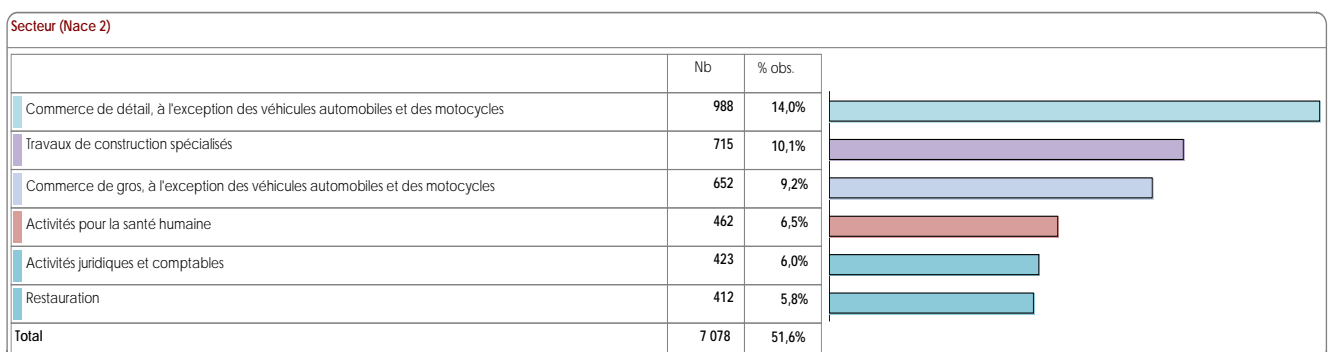 Secteur (Nace 2)
Nb % obs.
Commerce de détail, à l'exception des véhicules automobiles et des motocycles 988 14,0%
Travaux de construction spécialisés 715 10,1%
Commerce de gros, à l'exception des véhicules automobiles et des motocycles 652 9,2%
Activités pour la santé humaine 462 6,5%
Activités juridiques et comptables 423 6,0%
Restauration 412 5,8%
Total 7 078 51,6%